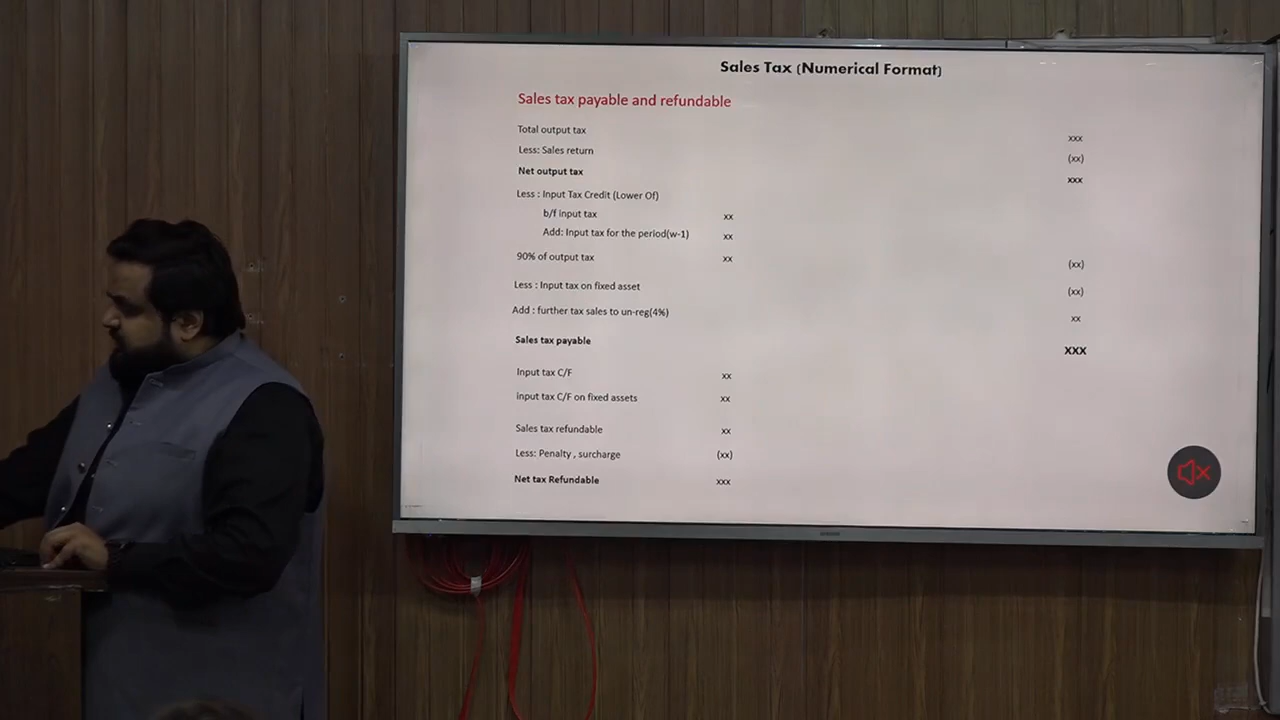 Sales Tax (Numerical Format)
Sales tax payable and refundable
Total output tax xxx
Less: Sales return (xx)
Net output tax xxx
Less : Input Tax Credit (Lower Of)
b/f input tax xx
Add: Input tax for the period(w-1) xx
90% of output tax xx (xx)
Less : Input tax on fixed asset (xx)
Add : further tax sales to un-reg(4%) xx
Sales tax payable XXX
Input tax C/F xx
input tax C/F on fixed assets xx
Sales tax refundable xx
Less: Penalty , surcharge (xx)
Net tax Refundable xxx